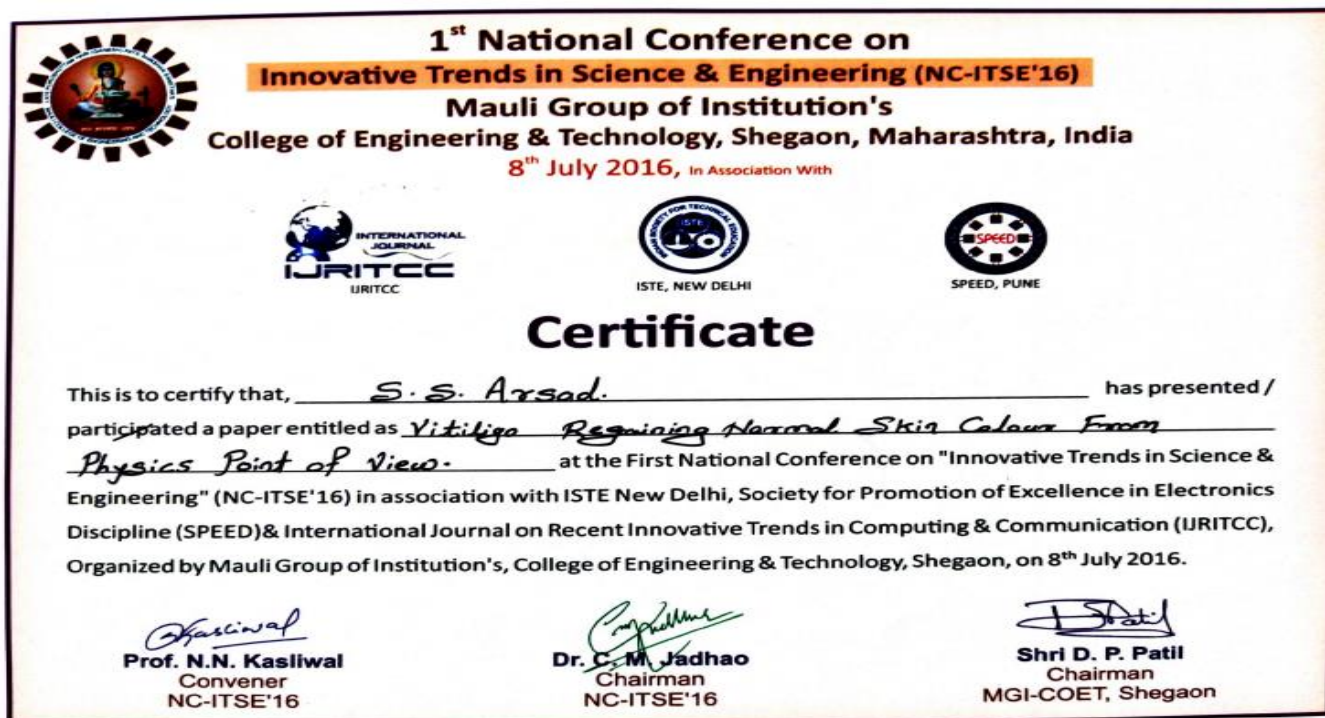 1st National Conference on
Innovative Trends in Science & Engineering (NC-ITSE'16)
Mauli Group of Institution's
College of Engineering & Technology, Shegaon, Maharashtra, India
8th July 2016, In Association With
INTERNATIONAL
JOURNAL
IJRITCC
IJRITCC
INDIAN SOCIETY FOR TECHNICAL EDUCATION
ISTE, NEW DELHI
SPEED
SPEED, PUNE
Certificate
This is to certify that, S. S. Arsad. has presented /
participated a paper entitled as Vitiligo Regaining Normal Skin Colour From
Physics Point of View. at the First National Conference on "Innovative Trends in Science &
Engineering" (NC-ITSE'16) in association with ISTE New Delhi, Society for Promotion of Excellence in Electronics
Discipline (SPEED)& International Journal on Recent Innovative Trends in Computing & Communication (IJRITCC),
Organized by Mauli Group of Institution's, College of Engineering & Technology, Shegaon, on 8th July 2016.
Kasliwal
Prof. N.N. Kasliwal
Convener
NC-ITSE'16
Dr. C. M. Jadhao
Chairman
NC-ITSE'16
DPatil
Shri D. P. Patil
Chairman
MGI-COET, Shegaon